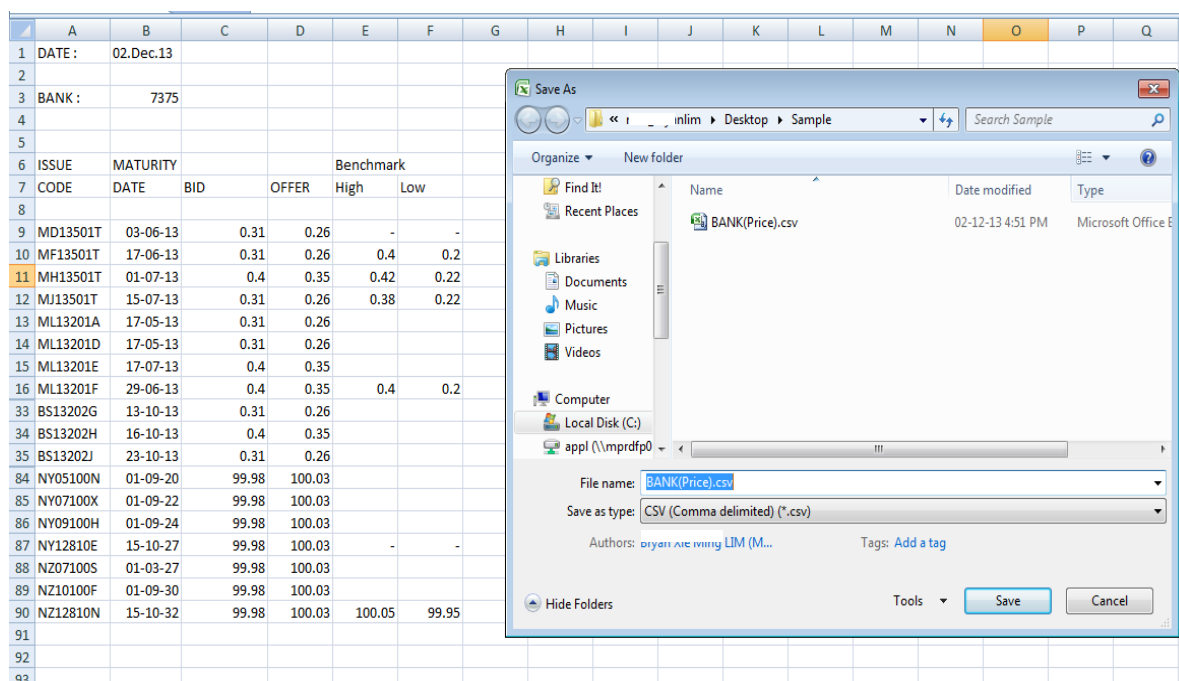 A B C D E F G H I J K L M N O P Q
1 DATE : 02.Dec.13
2
3 BANK : 7375
4
5
6 ISSUE MATURITY Benchmark
7 CODE DATE BID OFFER High Low
8
9 MD13501T 03-06-13 0.31 0.26 - -
10 MF13501T 17-06-13 0.31 0.26 0.4 0.2
11 MH13501T 01-07-13 0.4 0.35 0.42 0.22
12 MJ13501T 15-07-13 0.31 0.26 0.38 0.22
13 ML13201A 17-05-13 0.31 0.26
14 ML13201D 17-05-13 0.31 0.26
15 ML13201E 17-07-13 0.4 0.35
16 ML13201F 29-06-13 0.4 0.35 0.4 0.2
33 BS13202G 13-10-13 0.31 0.26
34 BS13202H 16-10-13 0.4 0.35
35 BS13202J 23-10-13 0.31 0.26
84 NY05100N 01-09-20 99.98 100.03
85 NY07100X 01-09-22 99.98 100.03
86 NY09100H 01-09-24 99.98 100.03
87 NY12810E 15-10-27 99.98 100.03 - -
88 NZ07100S 01-03-27 99.98 100.03
89 NZ10100F 01-09-30 99.98 100.03
90 NZ12810N 15-10-32 99.98 100.03 100.05 99.95
91
92
93
Save As
« Desktop Sample Search Sample
Organize New folder
Name Date modified Type
Find It!
Recent Places
BANK(Price).csv 02-12-13 4:51 PM Microsoft Office E
Libraries
Documents
Music
Pictures
Videos
Computer
Local Disk (C:)
appl (\\mprdfp0
File name: BANK(Price).csv
Save as type: CSV (Comma delimited) (*.csv)
Authors: LIM (M... Tags: Add a tag
Hide Folders Tools Save Cancel